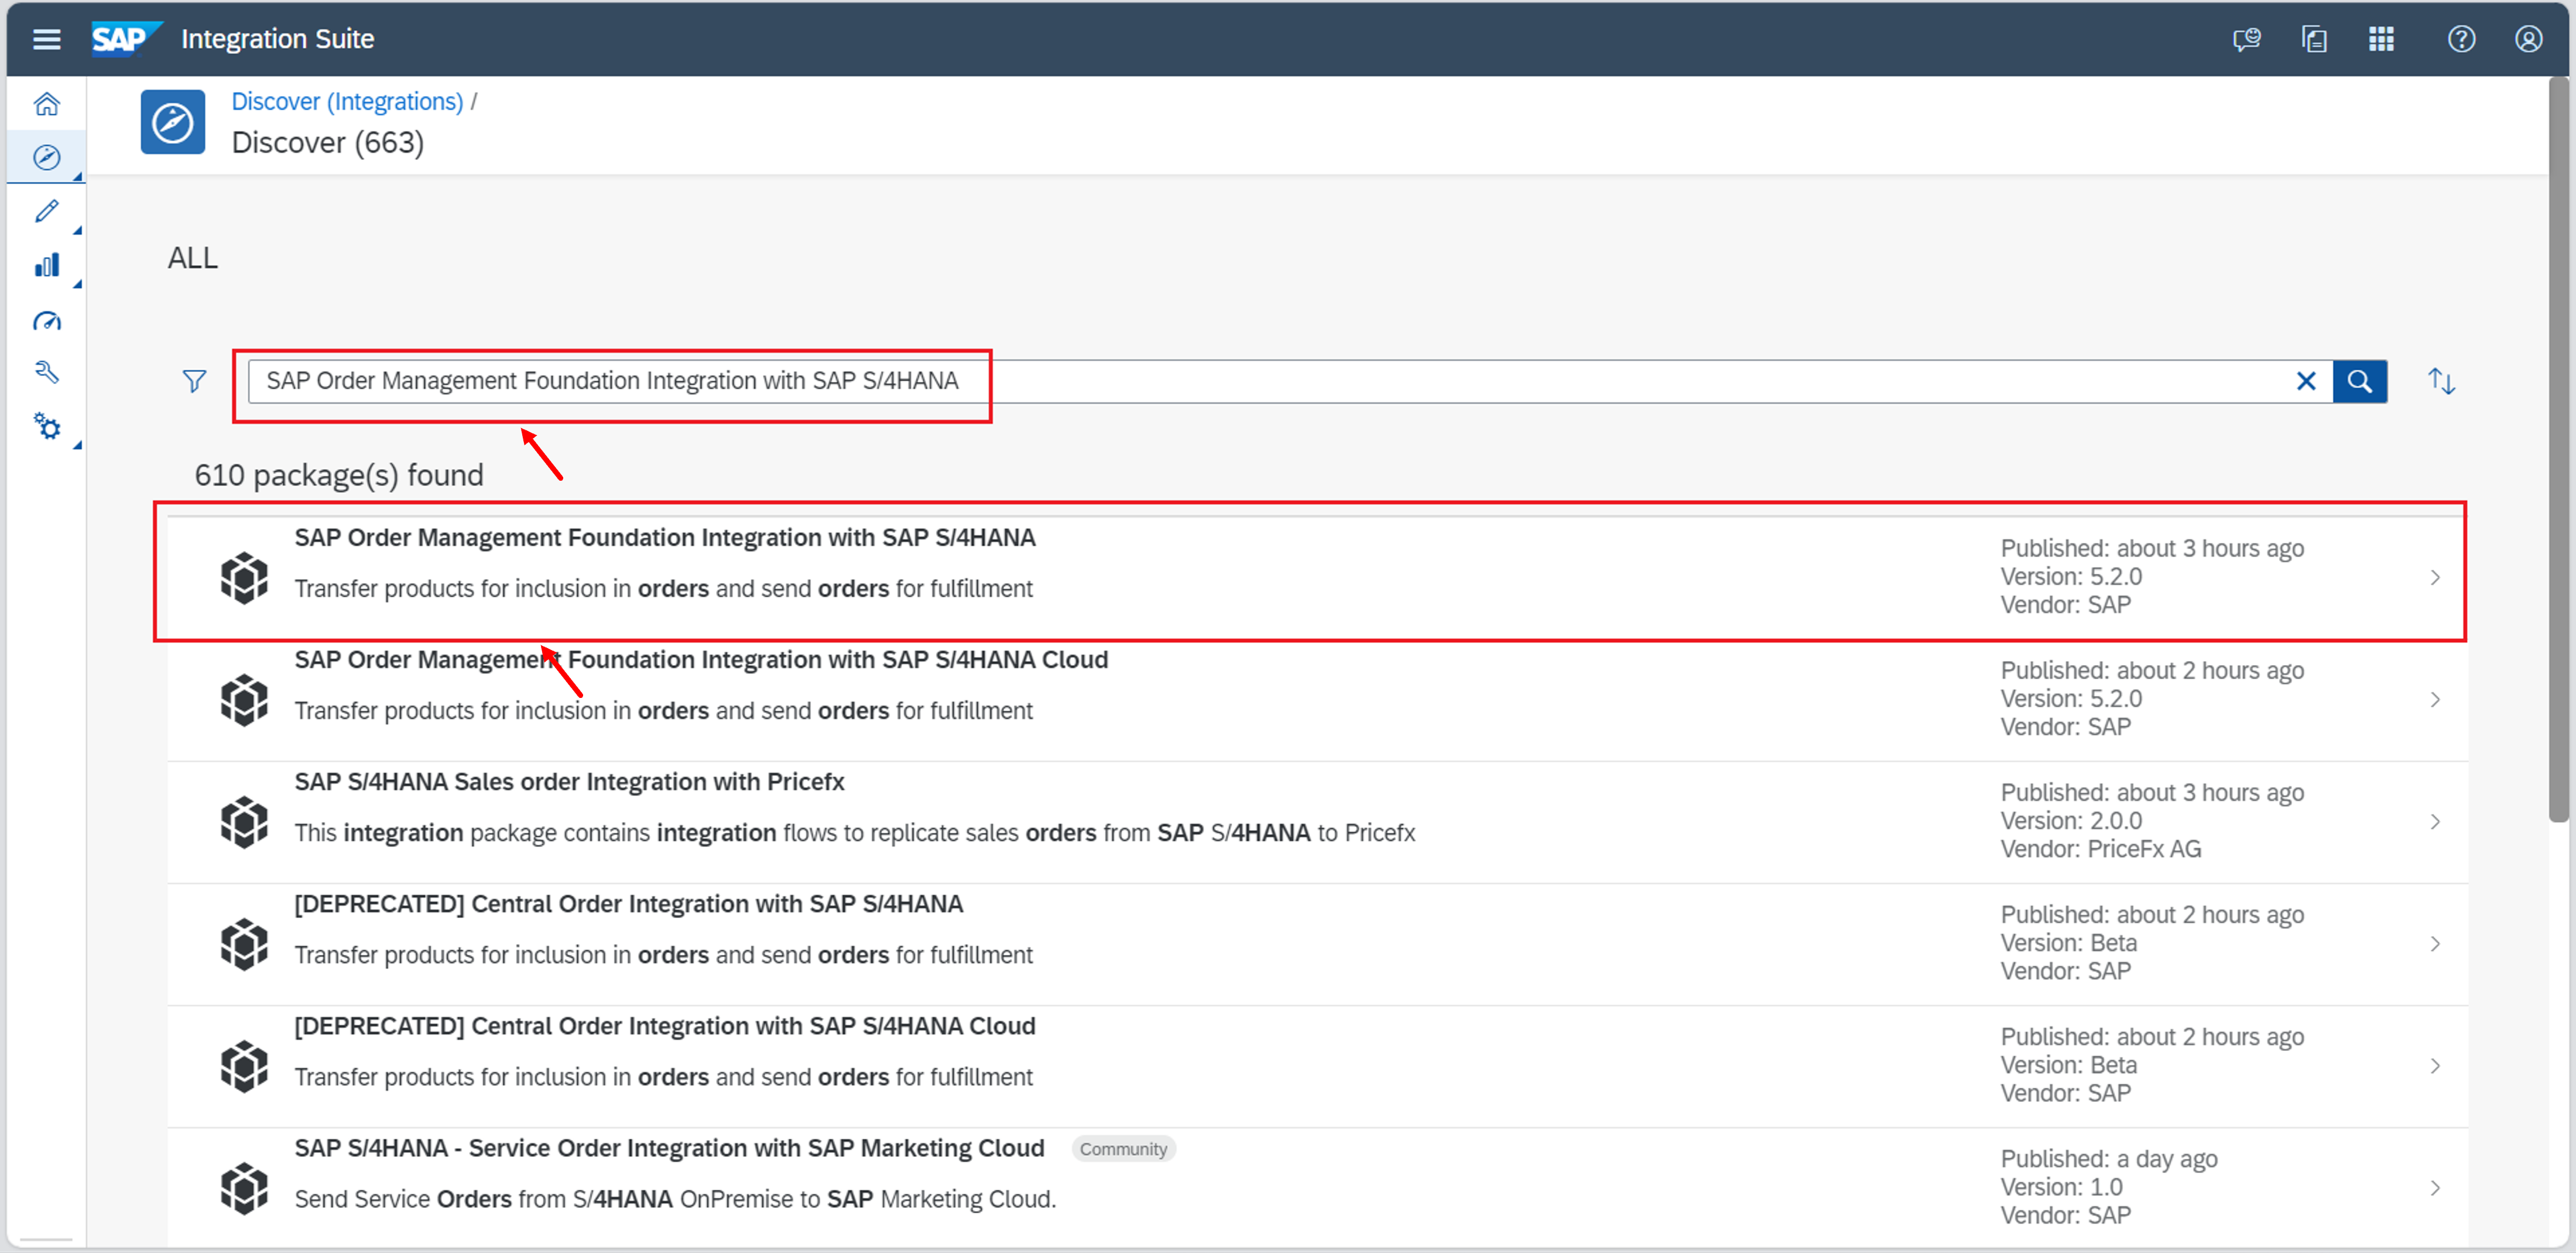 SAP Integration Suite
Discover (Integrations) /
Discover (663)
ALL
SAP Order Management Foundation Integration with SAP S/4HANA
610 package(s) found
SAP Order Management Foundation Integration with SAP S/4HANA
Transfer products for inclusion in orders and send orders for fulfillment
Published: about 3 hours ago
Version: 5.2.0
Vendor: SAP
SAP Order Management Foundation Integration with SAP S/4HANA Cloud
Transfer products for inclusion in orders and send orders for fulfillment
Published: about 2 hours ago
Version: 5.2.0
Vendor: SAP
SAP S/4HANA Sales order Integration with Pricefx
This integration package contains integration flows to replicate sales orders from SAP S/4HANA to Pricefx
Published: about 3 hours ago
Version: 2.0.0
Vendor: PriceFx AG
[DEPRECATED] Central Order Integration with SAP S/4HANA
Transfer products for inclusion in orders and send orders for fulfillment
Published: about 2 hours ago
Version: Beta
Vendor: SAP
[DEPRECATED] Central Order Integration with SAP S/4HANA Cloud
Transfer products for inclusion in orders and send orders for fulfillment
Published: about 2 hours ago
Version: Beta
Vendor: SAP
SAP S/4HANA - Service Order Integration with SAP Marketing Cloud Community
Send Service Orders from S/4HANA OnPremise to SAP Marketing Cloud.
Published: a day ago
Version: 1.0
Vendor: SAP